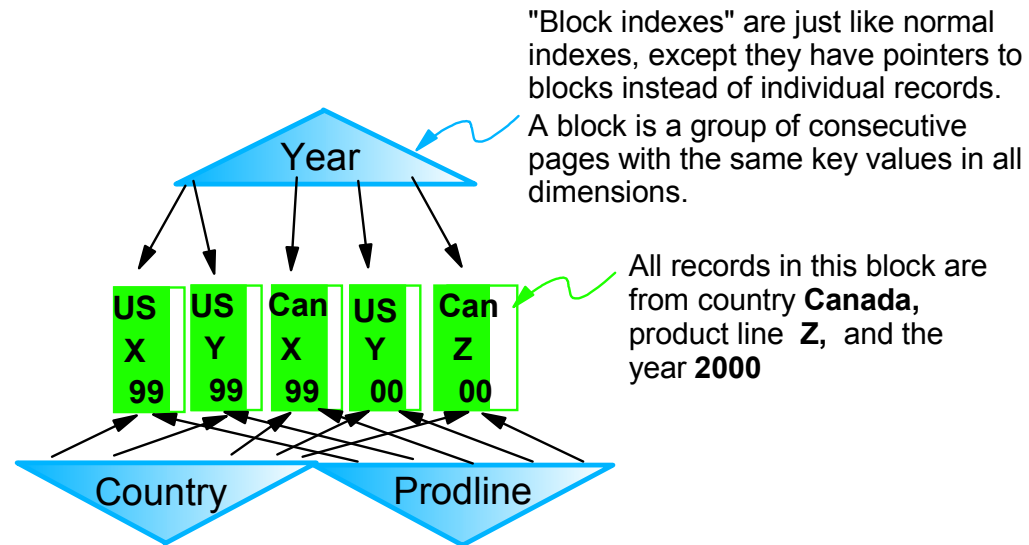 "Block indexes" are just like normal
indexes, except they have pointers to
blocks instead of individual records.
A block is a group of consecutive
pages with the same key values in all
dimensions.
Year
All records in this block are
from country Canada,
product line Z, and the
year 2000
US
X
99
US
Y
99
Can
X
99
US
Y
00
Can
Z
00
Country
Prodline